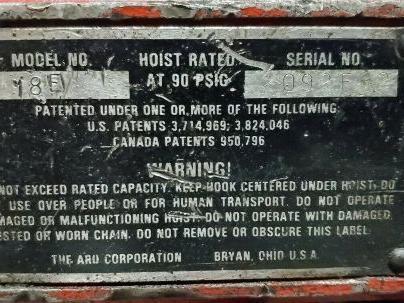 MODEL NO. HOIST RATED SERIAL NO.
AT 90 PSIG
PATENTED UNDER ONE OR MORE OF THE FOLLOWING:
U.S. PATENTS 3,714,969; 3,824,046
CANADA PATENTS 950,796
WARNING!
NOT EXCEED RATED CAPACITY. KEEP HOOK CENTERED UNDER HOIST. DO
USE OVER PEOPLE OR FOR HUMAN TRANSPORT. DO NOT OPERATE
MAGED OR MALFUNCTIONING HOIST. DO NOT OPERATE WITH DAMAGED,
STED OR WORN CHAIN. DO NOT REMOVE OR OBSCURE THIS LABEL.
THE ARO CORPORATION BRYAN, OHIO U.S.A.